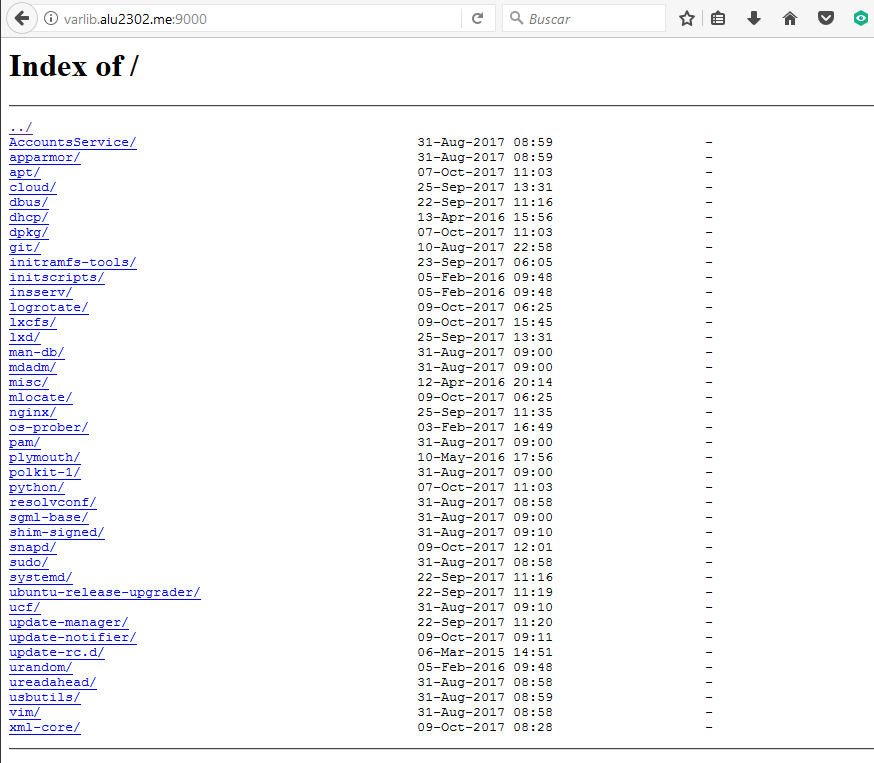 varlib.alu2302.me:9000 Buscar
Index of /
../
AccountsService/ 31-Aug-2017 08:59 -
apparmor/ 31-Aug-2017 08:59 -
apt/ 07-Oct-2017 11:03 -
cloud/ 25-Sep-2017 13:31 -
dbus/ 22-Sep-2017 11:16 -
dhcp/ 13-Apr-2016 15:56 -
dpkg/ 07-Oct-2017 11:03 -
git/ 10-Aug-2017 22:58 -
initramfs-tools/ 23-Sep-2017 06:05 -
initscripts/ 05-Feb-2016 09:48 -
insserv/ 05-Feb-2016 09:48 -
logrotate/ 09-Oct-2017 06:25 -
lxcfs/ 09-Oct-2017 15:45 -
lxd/ 25-Sep-2017 13:31 -
man-db/ 31-Aug-2017 09:00 -
mdadm/ 31-Aug-2017 09:00 -
misc/ 12-Apr-2016 20:14 -
mlocate/ 09-Oct-2017 06:25 -
nginx/ 25-Sep-2017 11:35 -
os-prober/ 03-Feb-2017 16:49 -
pam/ 31-Aug-2017 09:00 -
plymouth/ 10-May-2016 17:56 -
polkit-1/ 31-Aug-2017 09:00 -
python/ 07-Oct-2017 11:03 -
resolvconf/ 31-Aug-2017 08:58 -
sgml-base/ 31-Aug-2017 09:00 -
shim-signed/ 31-Aug-2017 09:10 -
snapd/ 09-Oct-2017 12:01 -
sudo/ 31-Aug-2017 08:58 -
systemd/ 22-Sep-2017 11:16 -
ubuntu-release-upgrader/ 22-Sep-2017 11:19 -
ucf/ 31-Aug-2017 09:10 -
update-manager/ 22-Sep-2017 11:20 -
update-notifier/ 09-Oct-2017 09:11 -
update-rc.d/ 06-Mar-2015 14:51 -
urandom/ 05-Feb-2016 09:48 -
ureadahead/ 31-Aug-2017 08:58 -
usbutils/ 31-Aug-2017 08:59 -
vim/ 31-Aug-2017 08:58 -
xml-core/ 09-Oct-2017 08:28 -